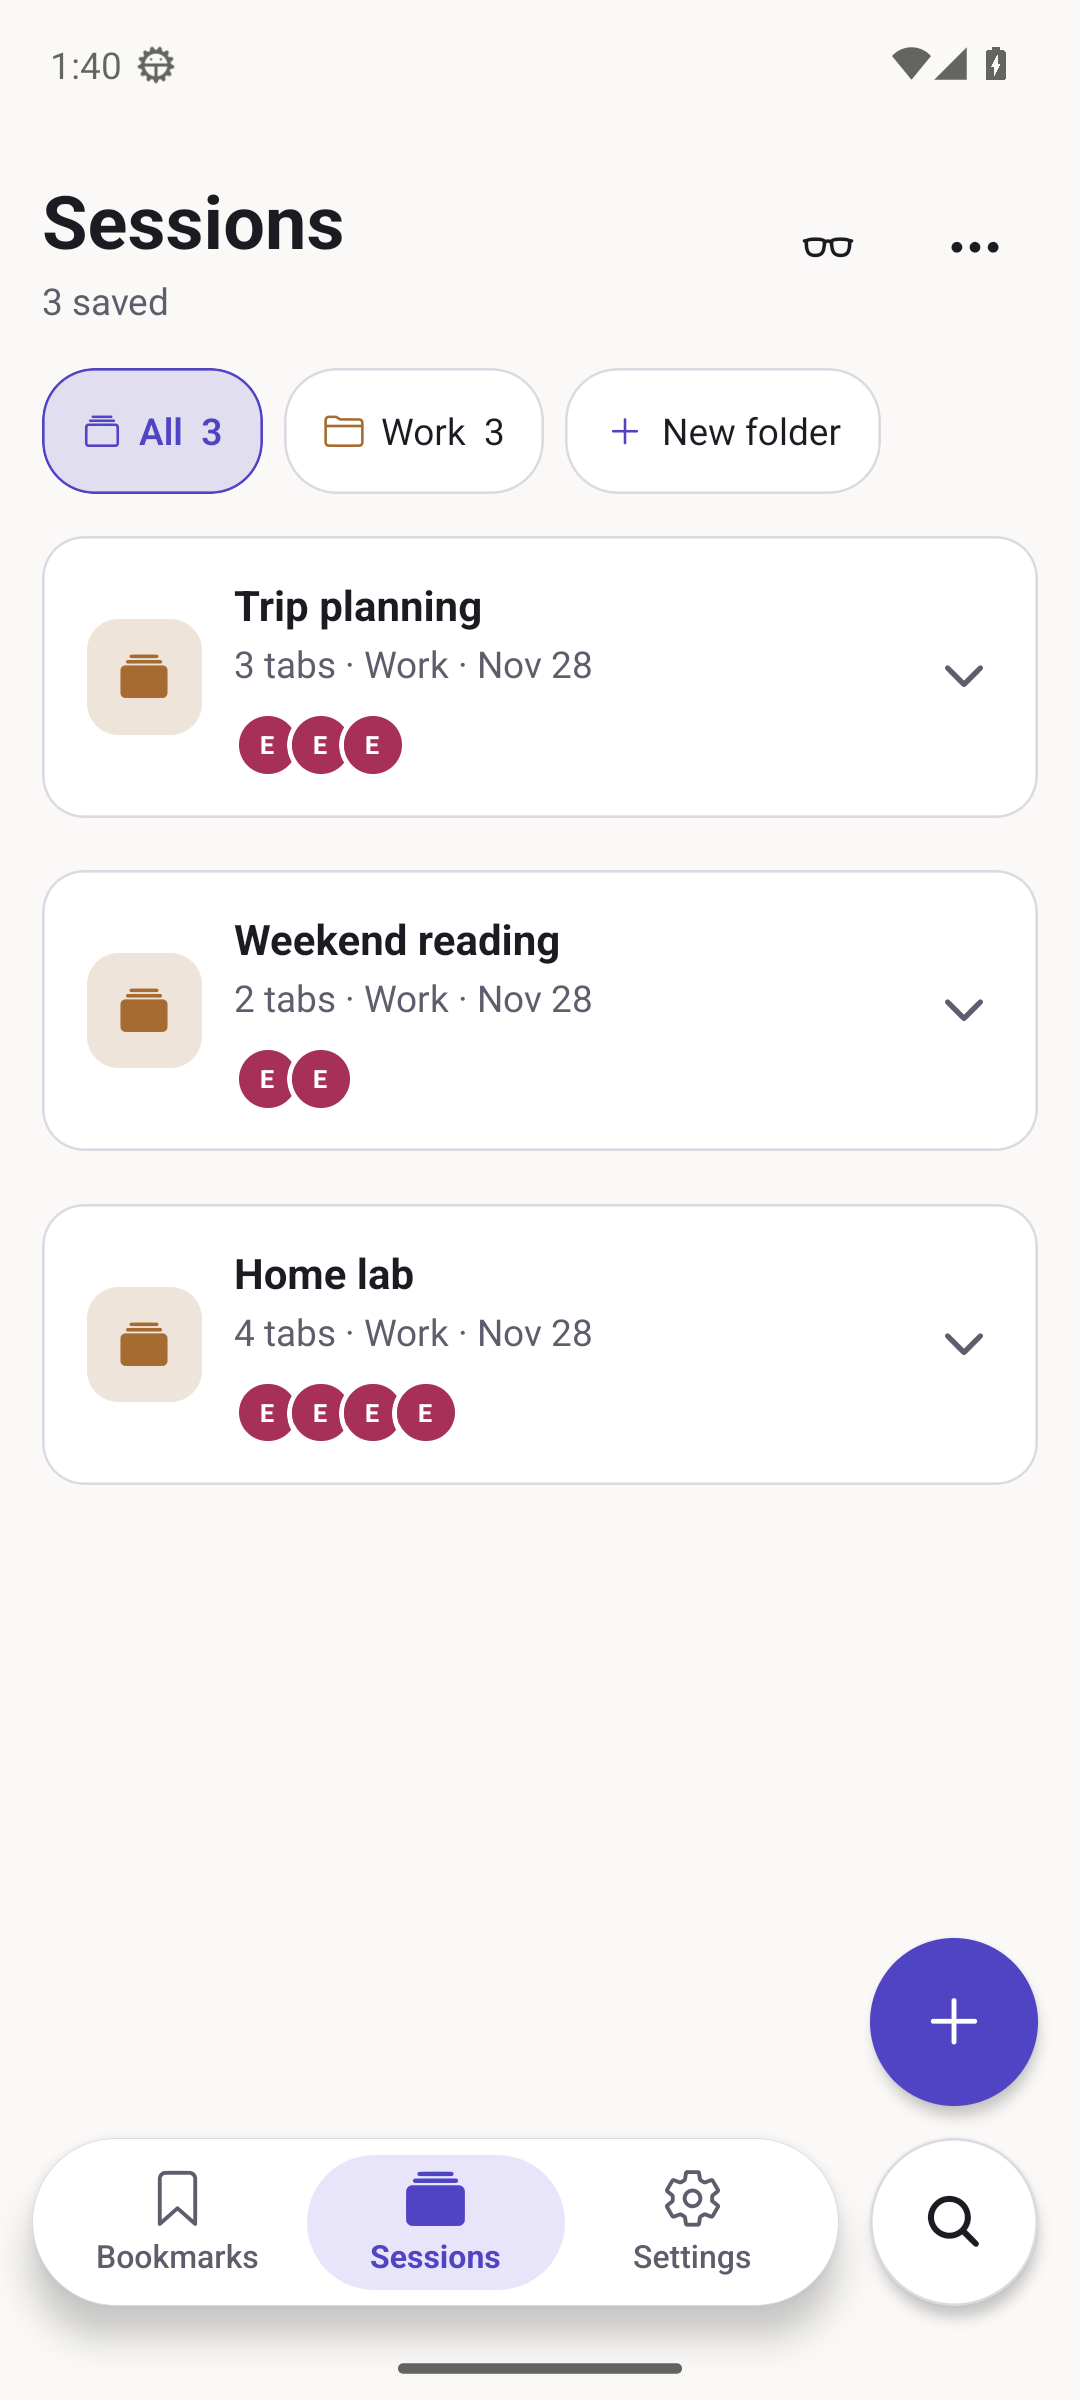 1:40
Sessions
3 saved
All 3
Work 3
New folder
Trip planning
3 tabs · Work · Nov 28
E E E
Weekend reading
2 tabs · Work · Nov 28
E E
Home lab
4 tabs · Work · Nov 28
E E E E
Bookmarks
Sessions
Settings